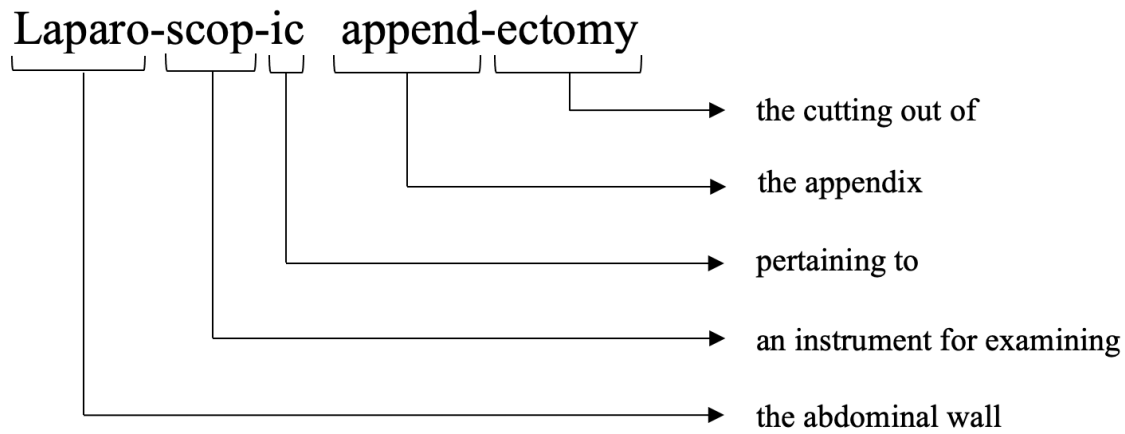 Laparo-scop-ic append-ectomy
the cutting out of
the appendix
pertaining to
an instrument for examining
the abdominal wall